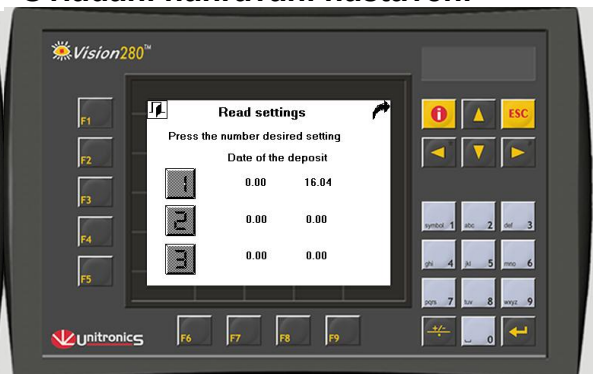 Vision280™
Read settings
Press the number desired setting
Date of the deposit
1 0.00 16.04
2 0.00 0.00
3 0.00 0.00
F1
F2
F3
F4
F5
F6 F7 F8 F9
unitronics
i ESC
symbol 1 abc 2 def 3
ghi 4 jkl 5 mno 6
pqrs 7 tuv 8 wxyz 9
+/- 0